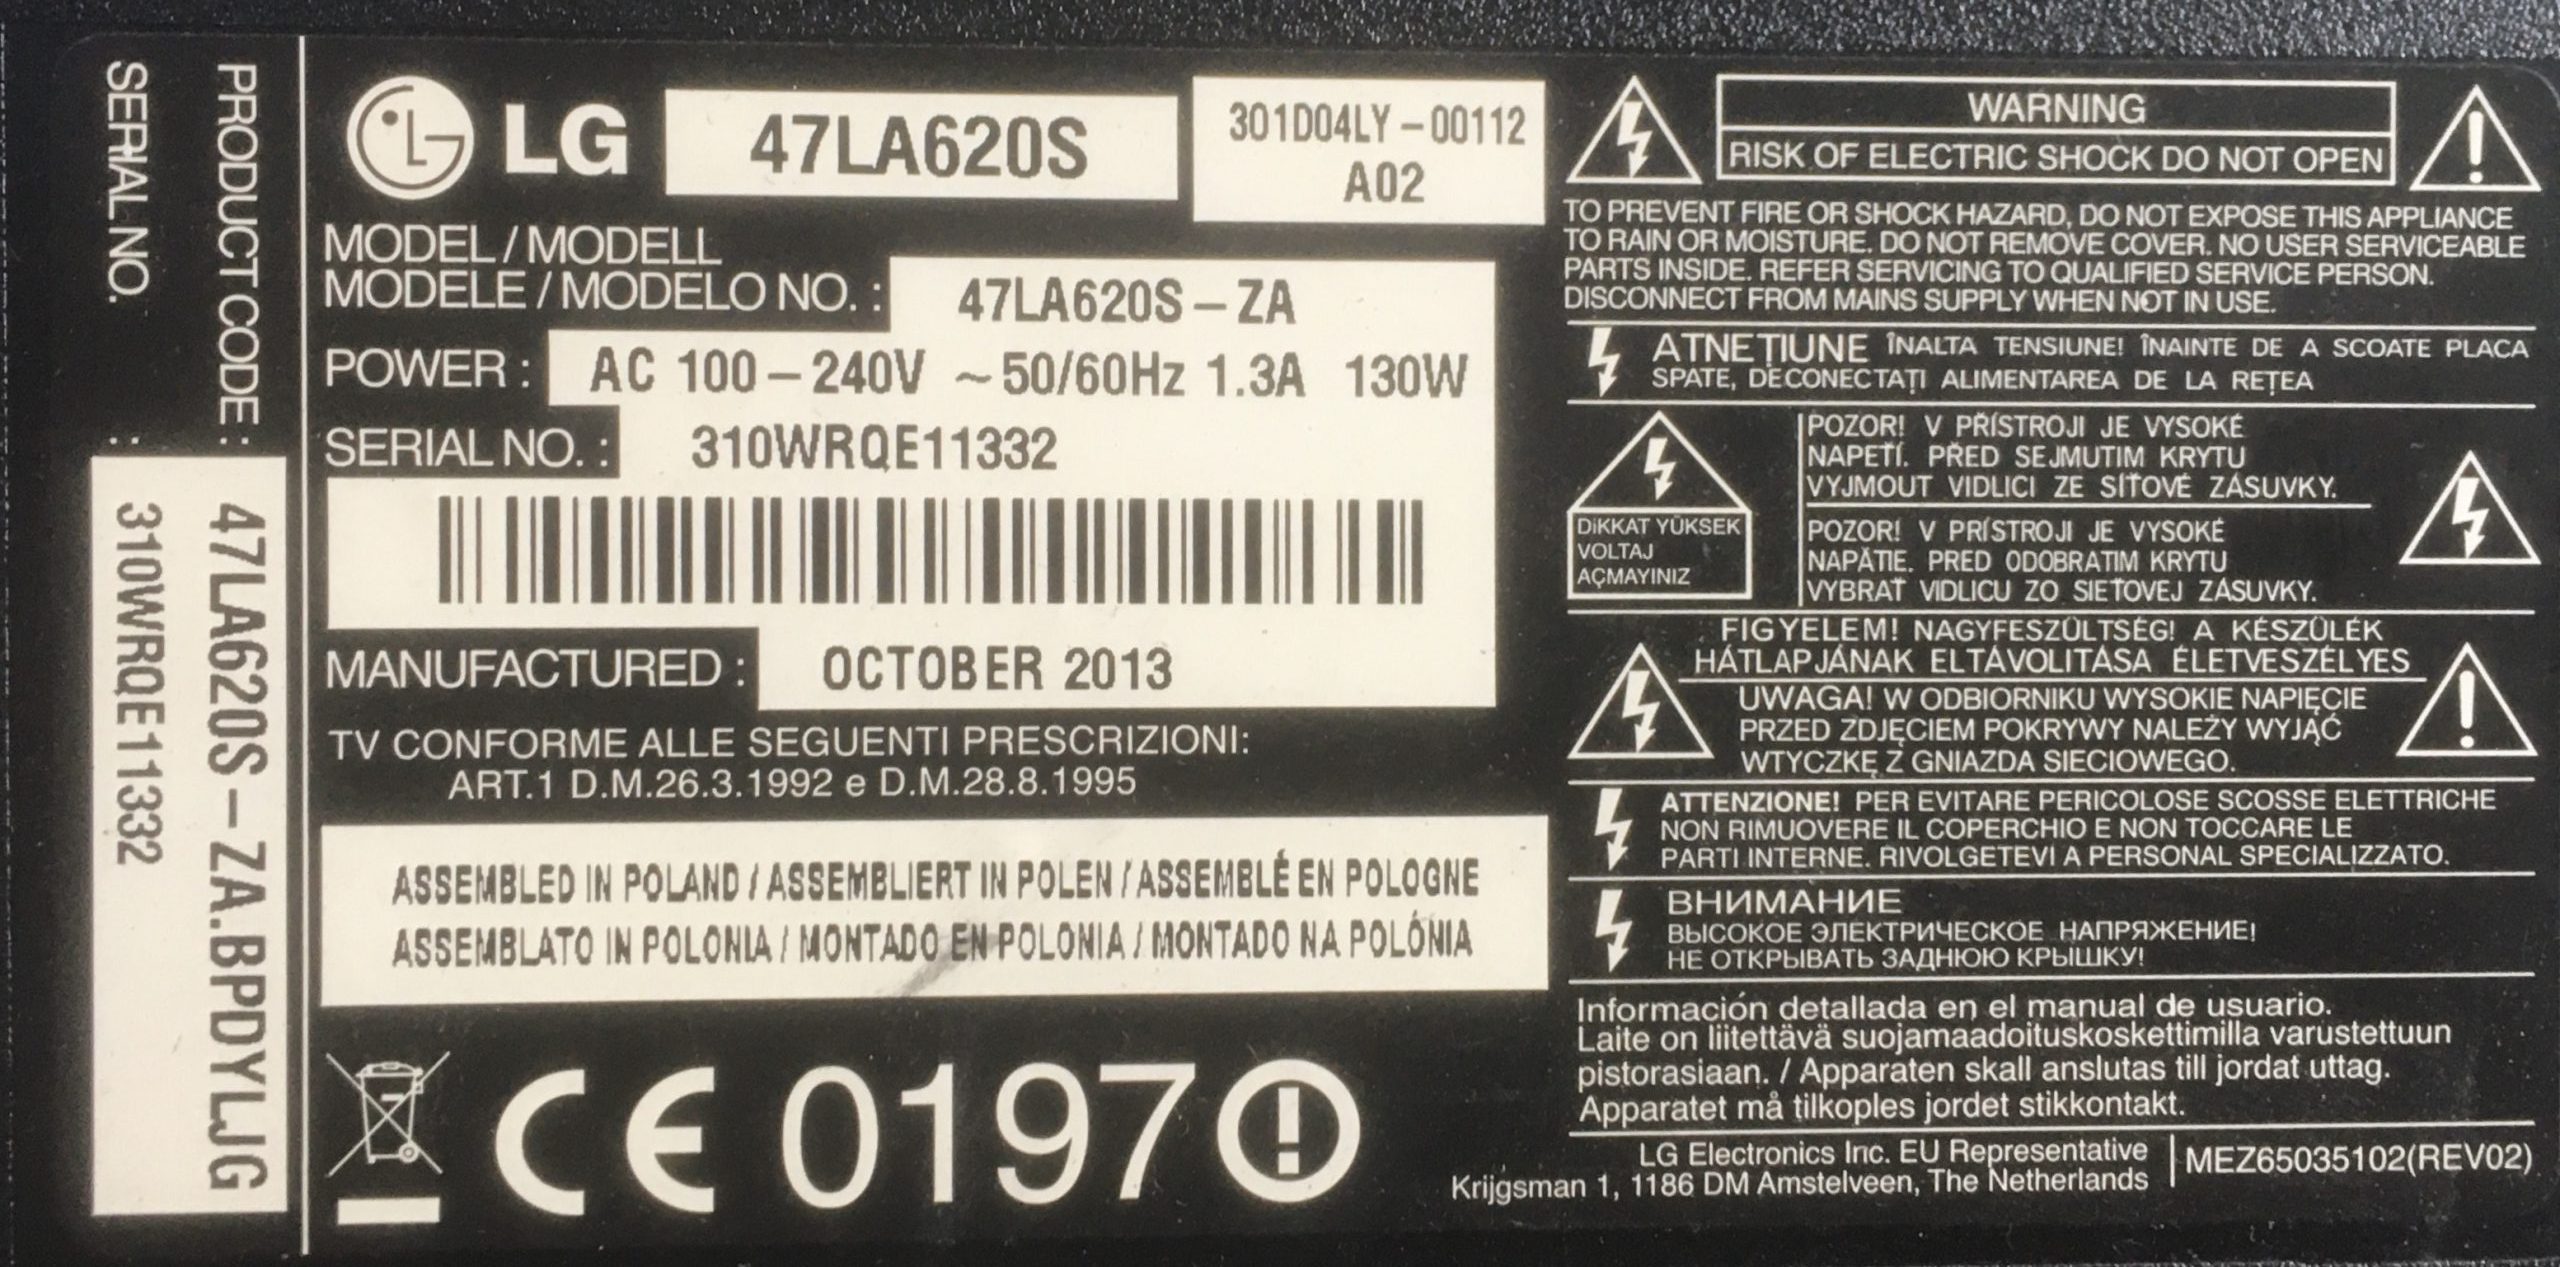 SERIAL NO. : 310WRQE11332
PRODUCT CODE : 47LA620S-ZA.BPDYLJG
LG
47LA620S
301D04LY-00112
A02
MODEL / MODELL
MODELE / MODELO NO. : 47LA620S-ZA
POWER : AC 100-240V ~50/60Hz 1.3A 130W
SERIAL NO. : 310WRQE11332
MANUFACTURED : OCTOBER 2013
TV CONFORME ALLE SEGUENTI PRESCRIZIONI:
ART.1 D.M.26.3.1992 e D.M.28.8.1995
ASSEMBLED IN POLAND / ASSEMBLIERT IN POLEN / ASSEMBLÉ EN POLOGNE
ASSEMBLATO IN POLONIA / MONTADO EN POLONIA / MONTADO NA POLÓNIA
CE 0197
WARNING
RISK OF ELECTRIC SHOCK DO NOT OPEN
TO PREVENT FIRE OR SHOCK HAZARD, DO NOT EXPOSE THIS APPLIANCE
TO RAIN OR MOISTURE. DO NOT REMOVE COVER. NO USER SERVICEABLE
PARTS INSIDE. REFER SERVICING TO QUALIFIED SERVICE PERSON.
DISCONNECT FROM MAINS SUPPLY WHEN NOT IN USE.
ATNEȚIUNE ÎNALTA TENSIUNE! ÎNAINTE DE A SCOATE PLACA
SPATE, DECONECTAȚI ALIMENTAREA DE LA REȚEA
DİKKAT YÜKSEK
VOLTAJ
AÇMAYINIZ
POZOR! V PŘÍSTROJI JE VYSOKÉ
NAPETÍ. PŘED SEJMUTIM KRYTU
VYJMOUT VIDLICI ZE SÍŤOVÉ ZÁSUVKY.
POZOR! V PRÍSTROJI JE VYSOKÉ
NAPÄTIE. PRED ODOBRATIM KRYTU
VYBRAŤ VIDLICU ZO SIEŤOVEJ ZÁSUVKY.
FIGYELEM! NAGYFESZÜLTSÉG! A KÉSZÜLÉK
HÁTLAPJÁNAK ELTÁVOLITÁSA ÉLETVESZÉLYES
UWAGA! W ODBIORNIKU WYSOKIE NAPIĘCIE
PRZED ZDJĘCIEM POKRYWY NALEŻY WYJĄĆ
WTYCZKĘ Z GNIAZDA SIECIOWEGO.
ATTENZIONE! PER EVITARE PERICOLOSE SCOSSE ELETTRICHE
NON RIMUOVERE IL COPERCHIO E NON TOCCARE LE
PARTI INTERNE. RIVOLGETEVI A PERSONAL SPECIALIZZATO.
ВНИМАНИЕ
ВЫСОКОЕ ЭЛЕКТРИЧЕСКОЕ НАПРЯЖЕНИЕ!
НЕ ОТКРЫВАТЬ ЗАДНЮЮ КРЫШКУ!
Información detallada en el manual de usuario.
Laite on liitettävä suojamaadoituskoskettimilla varustettuun
pistorasiaan. / Apparaten skall anslutas till jordat uttag.
Apparatet må tilkoples jordet stikkontakt.
LG Electronics Inc. EU Representative
Krijgsman 1, 1186 DM Amstelveen, The Netherlands
MEZ65035102(REV02)